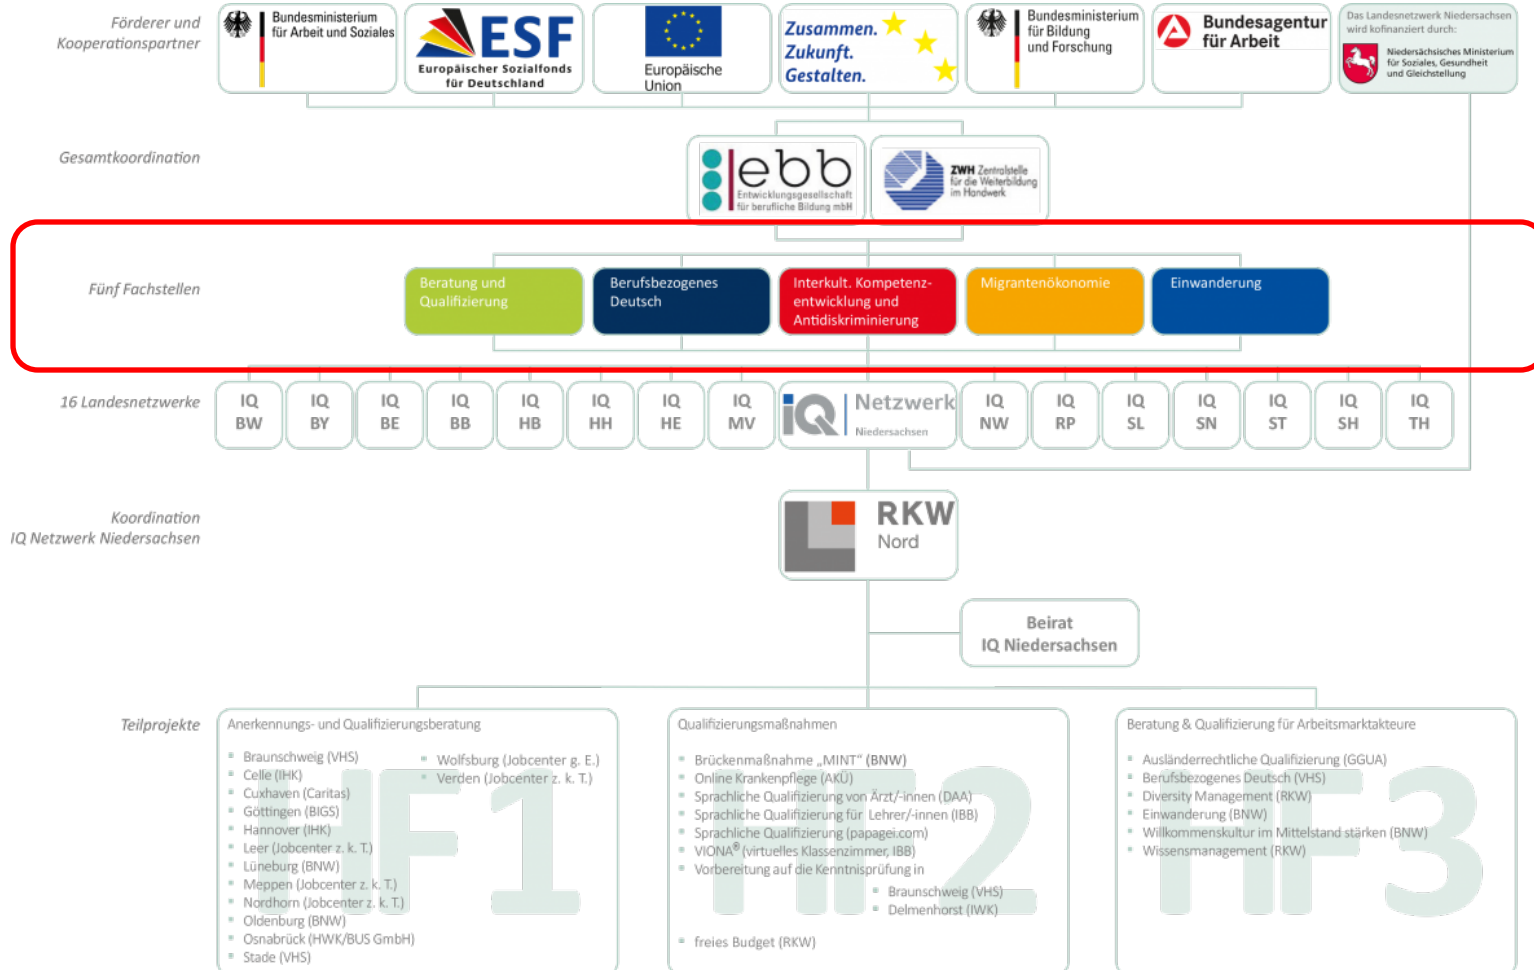 Förderer und
Kooperationspartner
Bundesministerium
für Arbeit und Soziales
ESF
Europäischer Sozialfonds
für Deutschland
Europäische
Union
Zusammen.
Zukunft.
Gestalten.
Bundesministerium
für Bildung
und Forschung
Bundesagentur
für Arbeit
Das Landesnetzwerk Niedersachsen
wird kofinanziert durch:
Niedersächsisches Ministerium
für Soziales, Gesundheit
und Gleichstellung
Gesamtkoordination
ebb
Entwicklungsgesellschaft
für berufliche Bildung mbH
ZWH Zentralstelle
für die Weiterbildung
im Handwerk
Fünf Fachstellen
Beratung und
Qualifizierung
Berufsbezogenes
Deutsch
Interkult. Kompetenz-
entwicklung und
Antidiskriminierung
Migrantenökonomie
Einwanderung
16 Landesnetzwerke
IQ
BW
IQ
BY
IQ
BE
IQ
BB
IQ
HB
IQ
HH
IQ
HE
IQ
MV
iQ Netzwerk
Niedersachsen
IQ
NW
IQ
RP
IQ
SL
IQ
SN
IQ
ST
IQ
SH
IQ
TH
Koordination
IQ Netzwerk Niedersachsen
RKW
Nord
Beirat
IQ Niedersachsen
Teilprojekte
HF1
Anerkennungs- und Qualifizierungsberatung
Braunschweig (VHS)
Celle (IHK)
Cuxhaven (Caritas)
Göttingen (BIGS)
Hannover (IHK)
Leer (Jobcenter z. k. T.)
Lüneburg (BNW)
Meppen (Jobcenter z. k. T.)
Nordhorn (Jobcenter z. k. T.)
Oldenburg (BNW)
Osnabrück (HWK/BUS GmbH)
Stade (VHS)
Wolfsburg (Jobcenter g. E.)
Verden (Jobcenter z. k. T.)
HF2
Qualifizierungsmaßnahmen
Brückenmaßnahme „MINT“ (BNW)
Online Krankenpflege (AKÜ)
Sprachliche Qualifizierung von Ärzt/-innen (DAA)
Sprachliche Qualifizierung für Lehrer/-innen (IBB)
Sprachliche Qualifizierung (papagei.com)
VIONA® (virtuelles Klassenzimmer, IBB)
Vorbereitung auf die Kenntnisprüfung in
Braunschweig (VHS)
Delmenhorst (IWK)
freies Budget (RKW)
HF3
Beratung & Qualifizierung für Arbeitsmarktakteure
Ausländerrechtliche Qualifizierung (GGUA)
Berufsbezogenes Deutsch (VHS)
Diversity Management (RKW)
Einwanderung (BNW)
Willkommenskultur im Mittelstand stärken (BNW)
Wissensmanagement (RKW)